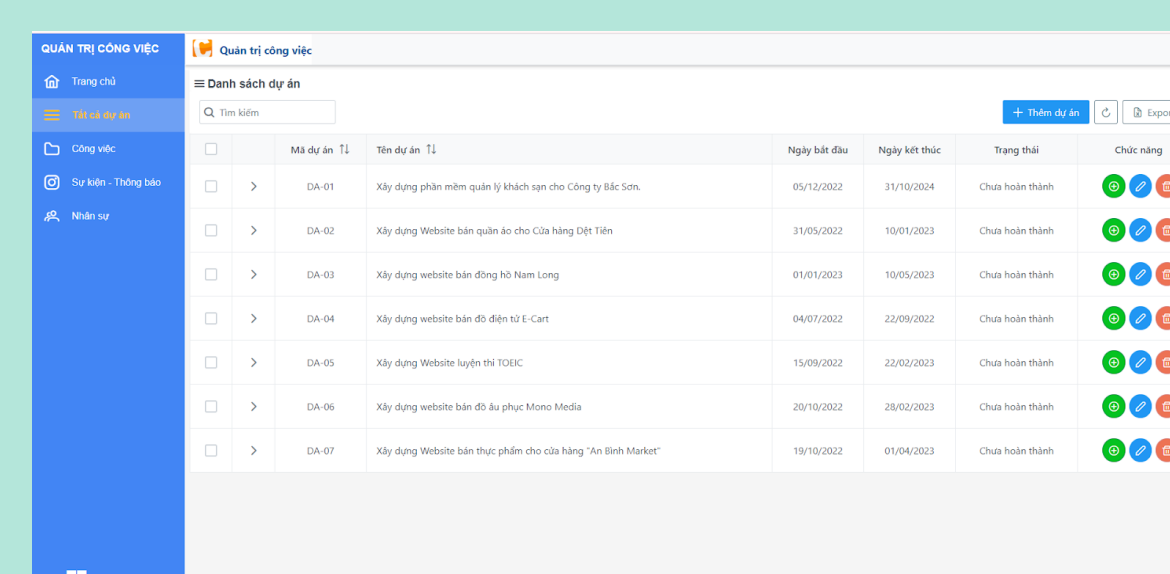 QUẢN TRỊ CÔNG VIỆC
Quản trị công việc
Trang chủ
Tất cả dự án
Công việc
Sự kiện - Thông báo
Nhân sự
Danh sách dự án
Tìm kiếm
Thêm dự án
Expor
Mã dự án Tên dự án Ngày bắt đầu Ngày kết thúc Trạng thái Chức năng
DA-01 Xây dựng phần mềm quản lý khách sạn cho Công ty Bắc Sơn. 05/12/2022 31/10/2024 Chưa hoàn thành
DA-02 Xây dựng Website bán quần áo cho Cửa hàng Dệt Tiên 31/05/2022 10/01/2023 Chưa hoàn thành
DA-03 Xây dựng website bán đồng hồ Nam Long 01/01/2023 10/05/2023 Chưa hoàn thành
DA-04 Xây dựng website bán đồ điện tử E-Cart 04/07/2022 22/09/2022 Chưa hoàn thành
DA-05 Xây dựng Website luyện thi TOEIC 15/09/2022 22/02/2023 Chưa hoàn thành
DA-06 Xây dựng website bán đồ âu phục Mono Media 20/10/2022 28/02/2023 Chưa hoàn thành
DA-07 Xây dựng Website bán thực phẩm cho cửa hàng "An Bình Market" 19/10/2022 01/04/2023 Chưa hoàn thành